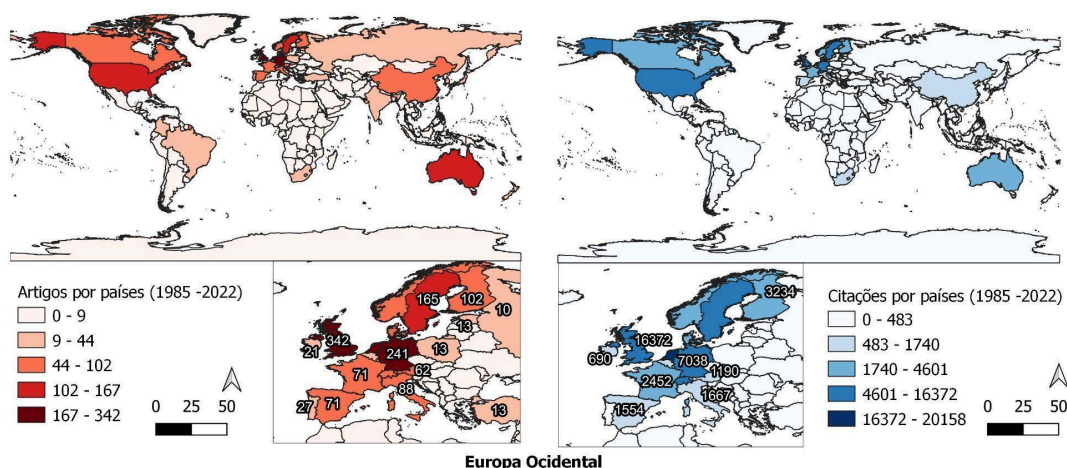 Artigos por países (1985 -2022)
0 - 9
9 - 44
44 - 102
102 - 167
167 - 342
0 25 50
165
102
10
342
13
21
241
13
62
71
88
27
71
13
3234
16372
690
7038
1190
2452
1667
1554
Citações por países (1985 -2022)
0 - 483
483 - 1740
1740 - 4601
4601 - 16372
16372 - 20158
0 25 50
Europa Ocidental